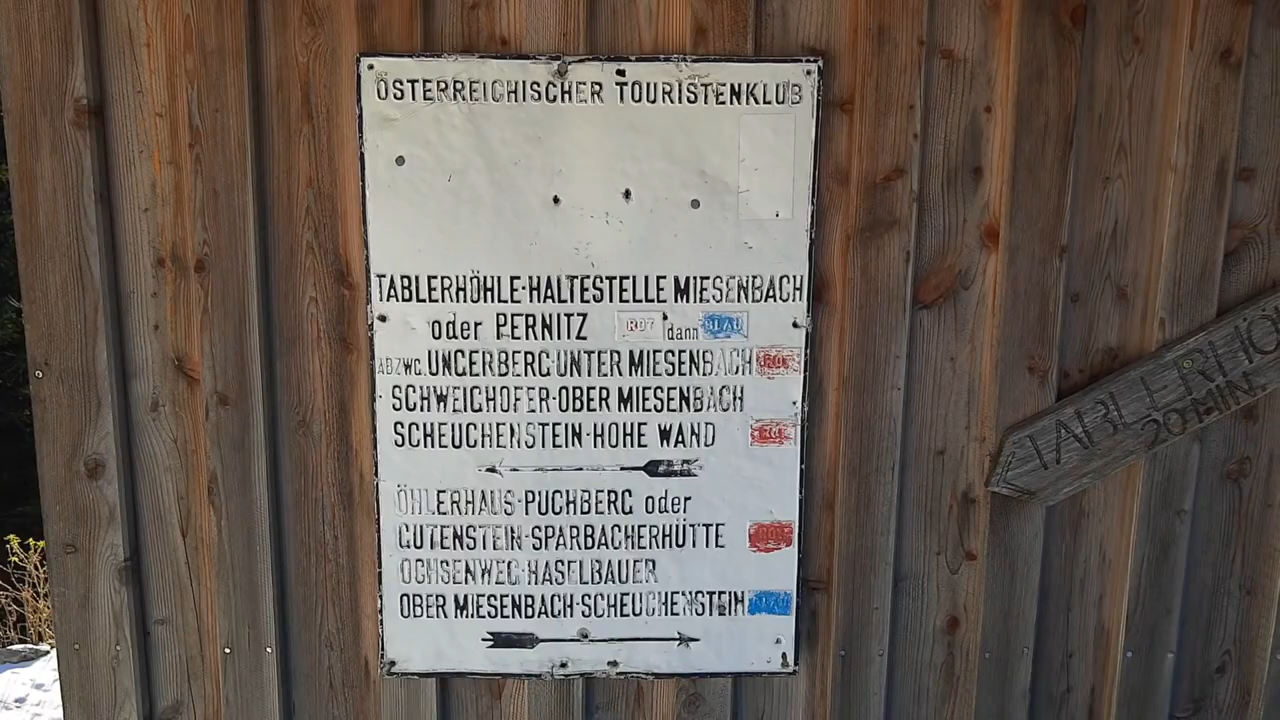 ÖSTERREICHISCHER TOURISTENKLUB
TABLERHÖHLE-HALTESTELLE MIESENBACH
oder PERNITZ ROT dann BLAU
ABZWG. UNGERBERG-UNTER MIESENBACH ROT
SCHWEIGHOFER-OBER MIESENBACH
SCHEUCHENSTEIN-HOHE WAND ROT
ÖHLERHAUS-PUCHBERG oder
GUTENSTEIN-SPARBACHERHÜTTE ROT
OCHSENWEG-HASELBAUER
OBER MIESENBACH-SCHEUCHENSTEIN BLAU
TABLERHÖ
20 MIN